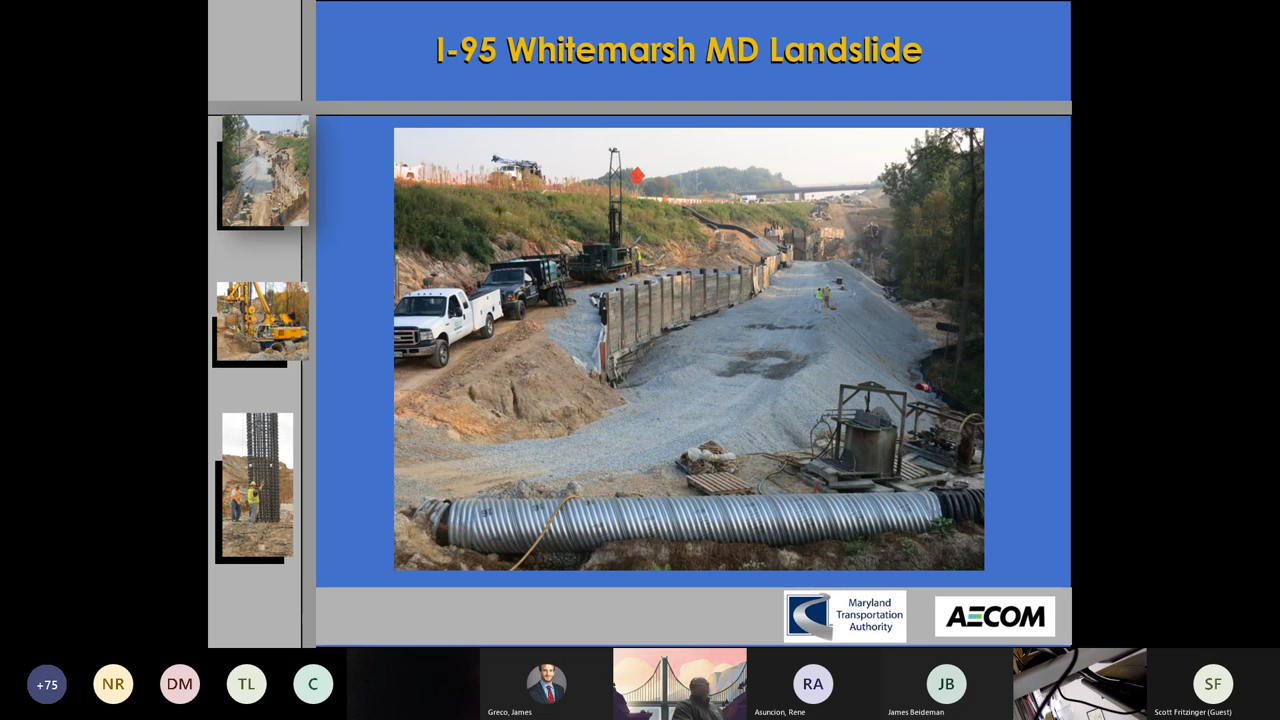 I-95 Whitemarsh MD Landslide
Maryland
Transportation
Authority
AECOM
+75
NR
DM
TL
C
Greco, James
RA
Asuncion, Rene
JB
James Beideman
SF
Scott Fritzinger (Guest)